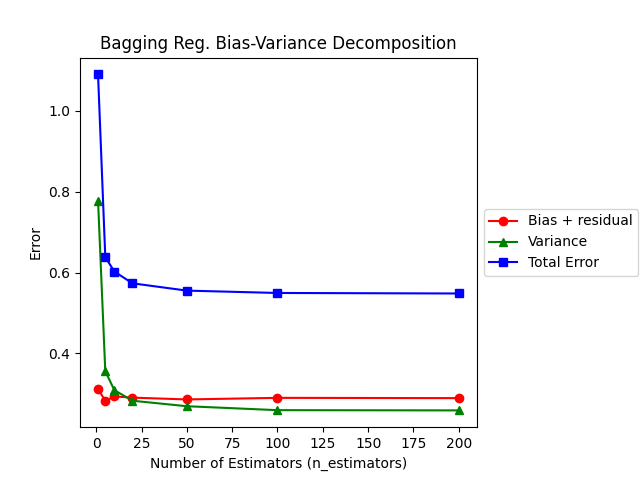 Bagging Reg. Bias-Variance Decomposition
1.0
0.8
0.6
0.4
Error
0 25 50 75 100 125 150 175 200
Number of Estimators (n_estimators)
Bias + residual
Variance
Total Error